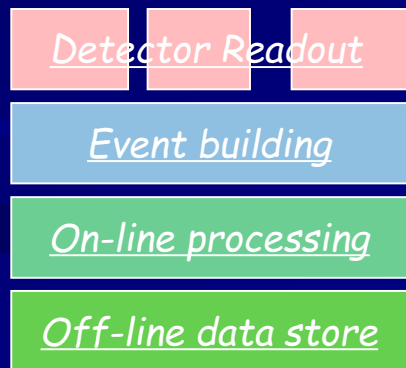 Detector Readout
Event building
On-line processing
Off-line data store